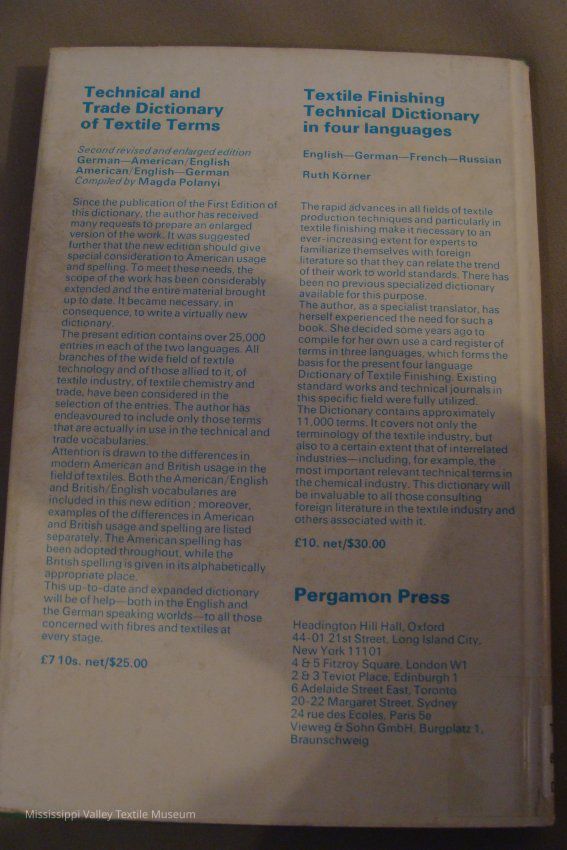 Technical and
Trade Dictionary
of Textile Terms
Second revised and enlarged edition
German—American/English
American/English—German
Compiled by Magda Polanyi
Since the publication of the First Edition of
this dictionary, the author has received
many requests to prepare an enlarged
version of the work. It was suggested
further that the new edition should give
special consideration to American usage
and spelling. To meet these needs, the
scope of the work has been considerably
extended and the entire material brought
up to date. It became necessary, in
consequence, to write a virtually new
dictionary.
The present edition contains over 25,000
entries in each of the two languages. All
branches of the wide field of textile
technology and of those allied to it, of
textile industry, of textile chemistry and
trade, have been considered in the
selection of the entries. The author has
endeavoured to include only those terms
that are actually in use in the technical and
trade vocabularies.
Attention is drawn to the differences in
modern American and British usage in the
field of textiles. Both the American/English
and British/English vocabularies are
included in this new edition; moreover,
examples of the differences in American
and British usage and spelling are listed
separately. The American spelling has
been adopted throughout, while the
British spelling is given in its alphabetically
appropriate place.
This up-to-date and expanded dictionary
will be of help—both in the English and
the German speaking worlds—to all those
concerned with fibres and textiles at
every stage.
£7 10s. net/$25.00
Textile Finishing
Technical Dictionary
in four languages
English—German—French—Russian
Ruth Körner
The rapid advances in all fields of textile
production techniques and particularly in
textile finishing make it necessary to an
ever-increasing extent for experts to
familiarize themselves with foreign
literature so that they can relate the trend
of their work to world standards. There has
been no previous specialized dictionary
available for this purpose.
The author, as a specialist translator, has
herself experienced the need for such a
book. She decided some years ago to
compile for her own use a card register of
terms in three languages, which forms the
basis for the present four language
Dictionary of Textile Finishing. Existing
standard works and technical journals in
this specific field were fully utilized.
The Dictionary contains approximately
11,000 terms. It covers not only the
terminology of the textile industry, but
also to a certain extent that of interrelated
industries—including, for example, the
most important relevant technical terms in
the chemical industry. This dictionary will
be invaluable to all those consulting
foreign literature in the textile industry and
others associated with it.
£10. net/$30.00
Pergamon Press
Headington Hill Hall, Oxford
44-01 21st Street, Long Island City,
New York 11101
4 & 5 Fitzroy Square, London W1
2 & 3 Teviot Place, Edinburgh 1
6 Adelaide Street East, Toronto
20-22 Margaret Street, Sydney
24 rue des Ecoles, Paris 5e
Vieweg & Sohn GmbH, Burgplatz 1,
Braunschweig
Mississippi Valley Textile Museum